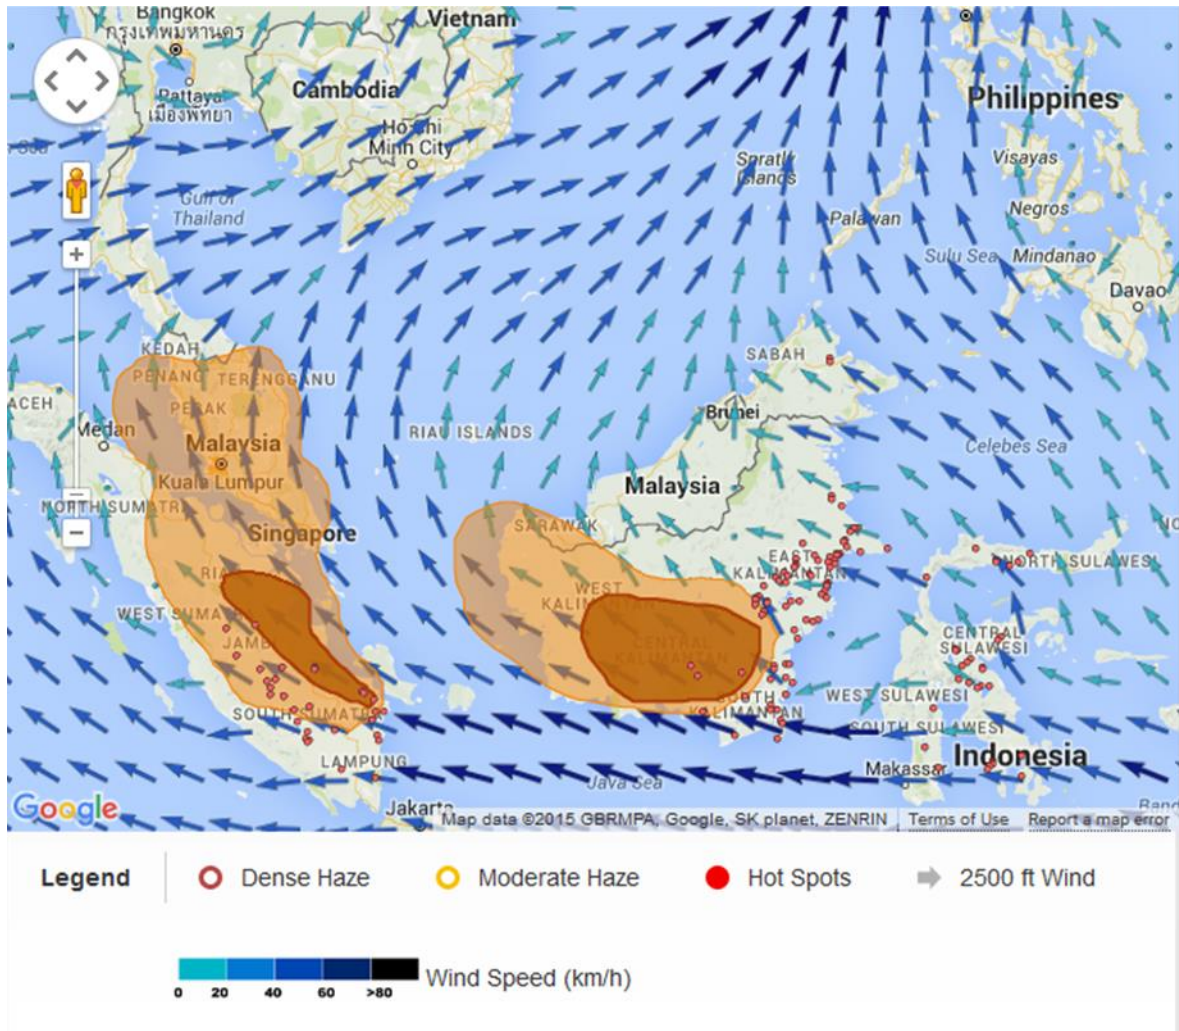 Bangkok
กรุงเทพมหานคร
Vietnam
Pattaya
เมืองพัทยา
Cambodia
Ho Chi
Minh City
Philippines
Gulf of
Thailand
Spratly
Islands
Visayas
Negros
Palawan
Sulu Sea
Mindanao
Davao
KEDAH
PENANG
TERENGGANU
PERAK
SABAH
ACEH
Medan
Malaysia
RIAU ISLANDS
Brunei
Celebes Sea
Kuala Lumpur
Malaysia
NORTH SUMATRA
Singapore
SARAWAK
EAST
KALIMANTAN
NORTH SULAWESI
WEST
KALIMANTAN
WEST SUMATRA
JAMBI
CENTRAL
KALIMANTAN
CENTRAL
SULAWESI
SOUTH SUMATRA
SOUTH
KALIMANTAN
WEST SULAWESI
SOUTH SULAWESI
LAMPUNG
Java Sea
Makassar
Indonesia
Google
Jakarta
Map data ©2015 GBRMPA, Google, SK planet, ZENRIN
Terms of Use
Report a map error
Legend
Dense Haze
Moderate Haze
Hot Spots
2500 ft Wind
Wind Speed (km/h)
0 20 40 60 >80